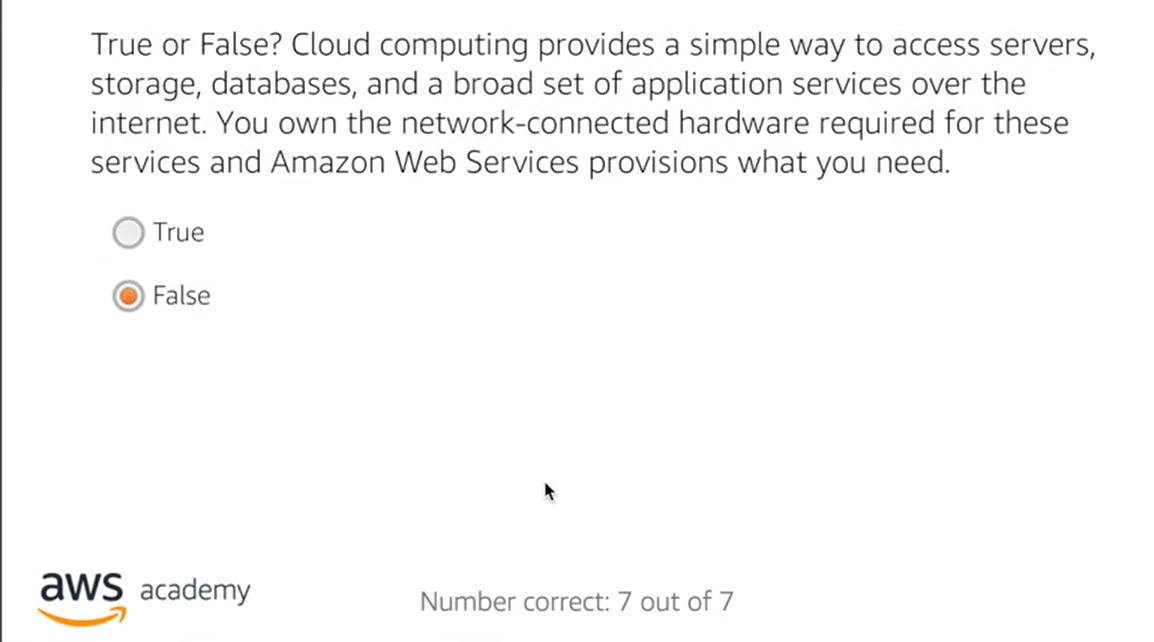 True or False? Cloud computing provides a simple way to access servers,
storage, databases, and a broad set of application services over the
internet. You own the network-connected hardware required for these
services and Amazon Web Services provisions what you need.
True
False
aws academy
Number correct: 7 out of 7